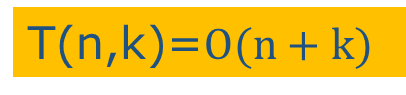 T(n,k)=O(n + k)